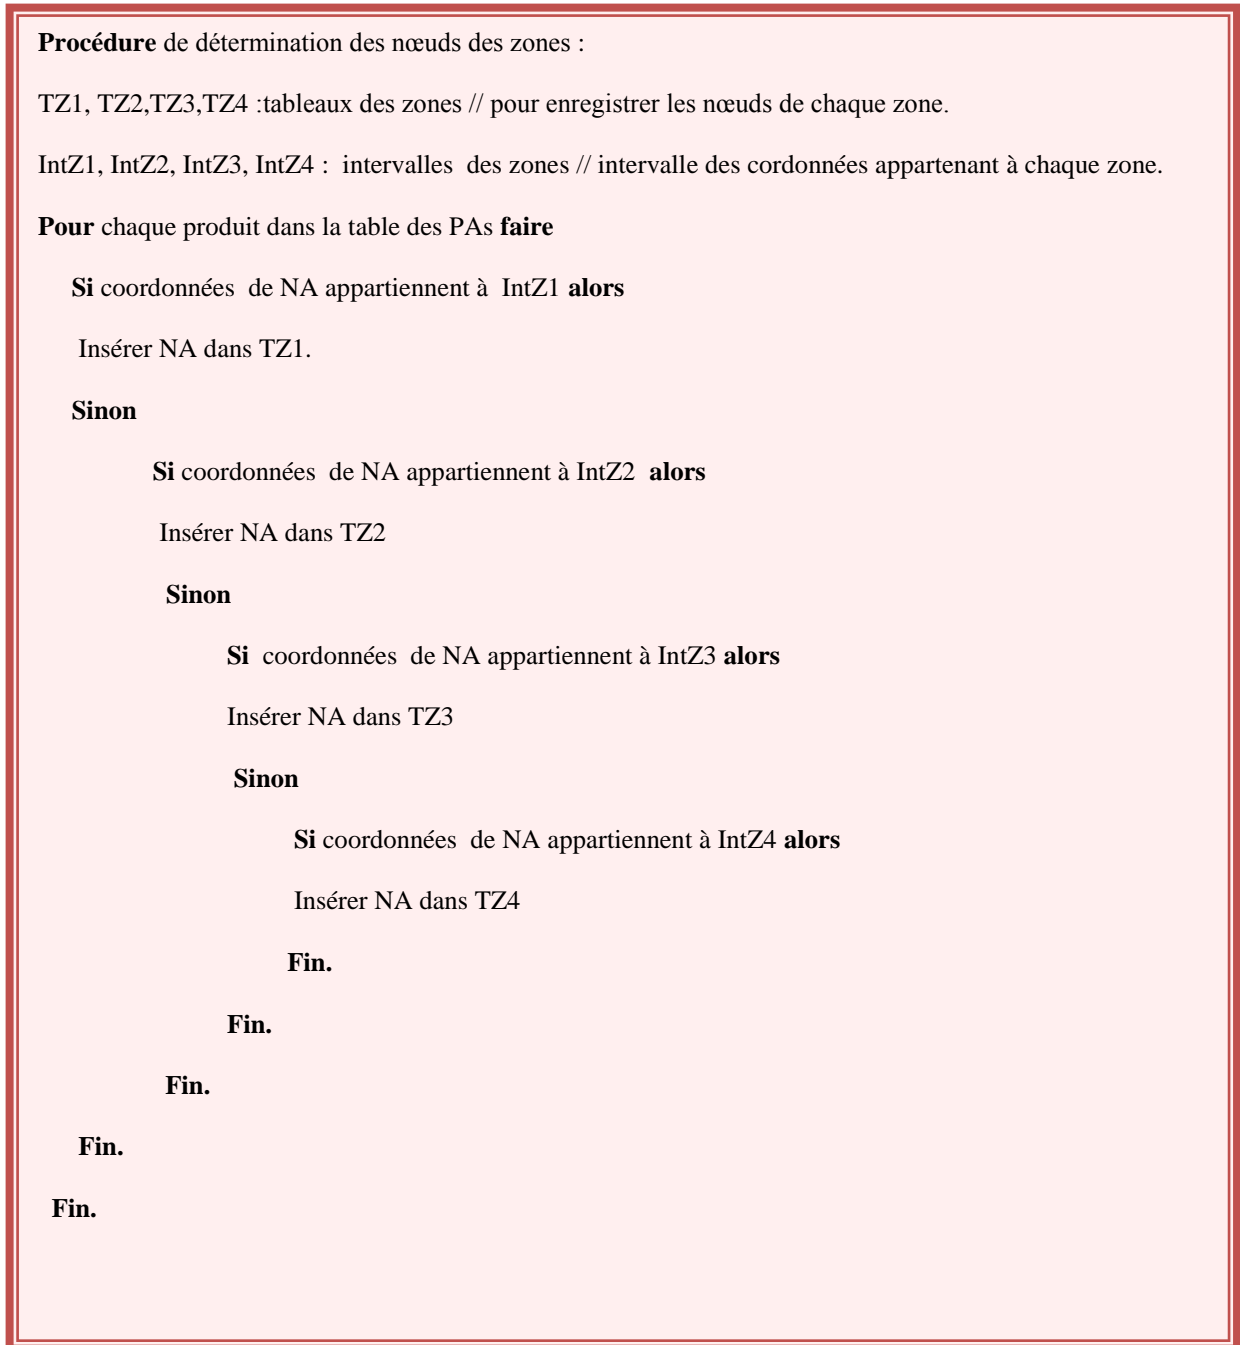 Procédure de détermination des nœuds des zones :
TZ1, TZ2,TZ3,TZ4 :tableaux des zones // pour enregistrer les nœuds de chaque zone.
IntZ1, IntZ2, IntZ3, IntZ4 : intervalles des zones // intervalle des cordonnées appartenant à chaque zone.
Pour chaque produit dans la table des PAs faire
Si coordonnées de NA appartiennent à IntZ1 alors
Insérer NA dans TZ1.
Sinon
Si coordonnées de NA appartiennent à IntZ2 alors
Insérer NA dans TZ2
Sinon
Si coordonnées de NA appartiennent à IntZ3 alors
Insérer NA dans TZ3
Sinon
Si coordonnées de NA appartiennent à IntZ4 alors
Insérer NA dans TZ4
Fin.
Fin.
Fin.
Fin.
Fin.